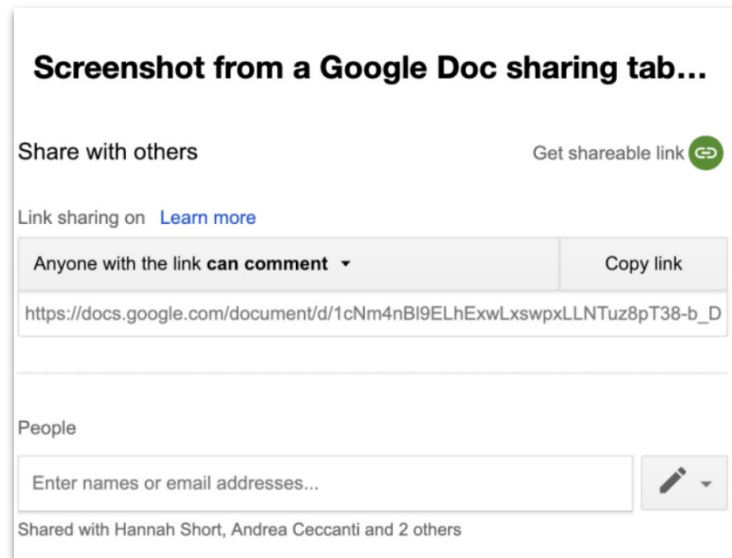 Screenshot from a Google Doc sharing tab...
Share with others
Get shareable link
Link sharing on Learn more
Anyone with the link can comment
Copy link
https://docs.google.com/document/d/1cNm4nBl9ELhExwLxswpxLLNTuz8pT38-b_D
People
Enter names or email addresses...
Shared with Hannah Short, Andrea Ceccanti and 2 others